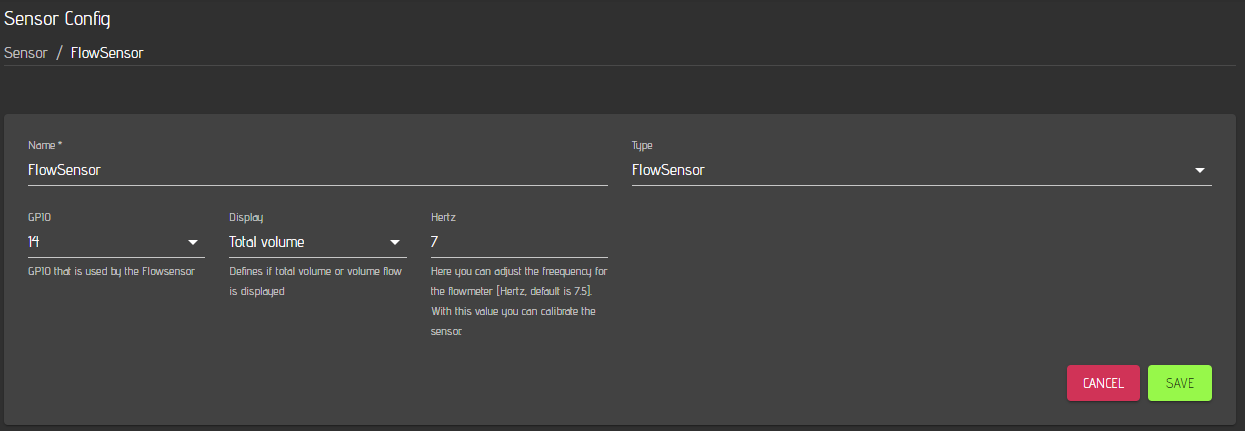 Sensor Config
Sensor / FlowSensor
Name *
FlowSensor
Type
FlowSensor
GPIO
14
GPIO that is used by the Flowsensor
Display
Total volume
Defines if total volume or volume flow
is displayed
Hertz
7
Here you can adjust the freequency for
the flowmeter [Hertz, default is 7.5].
With this value you can calibrate the
sensor.
CANCEL
SAVE